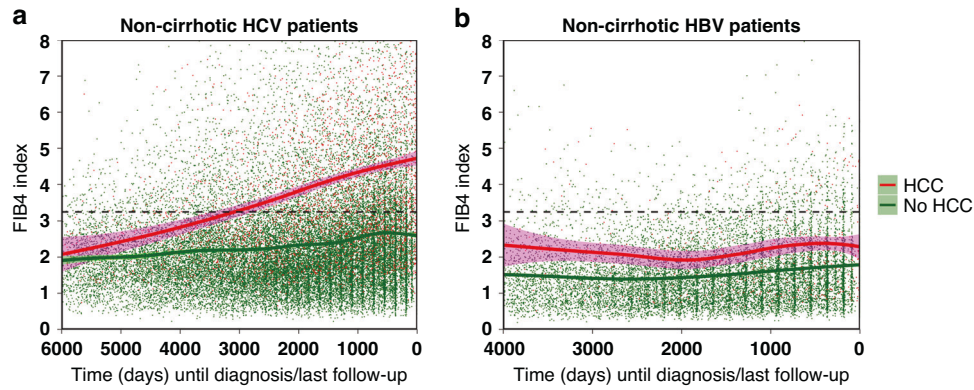 a
Non-cirrhotic HCV patients
8
7
6
5
4
3
2
1
0
FIB4 index
6000 5000 4000 3000 2000 1000 0
Time (days) until diagnosis/last follow-up
b
Non-cirrhotic HBV patients
8
7
6
5
4
3
2
1
0
FIB4 index
4000 3000 2000 1000 0
Time (days) until diagnosis/last follow-up
HCC
No HCC